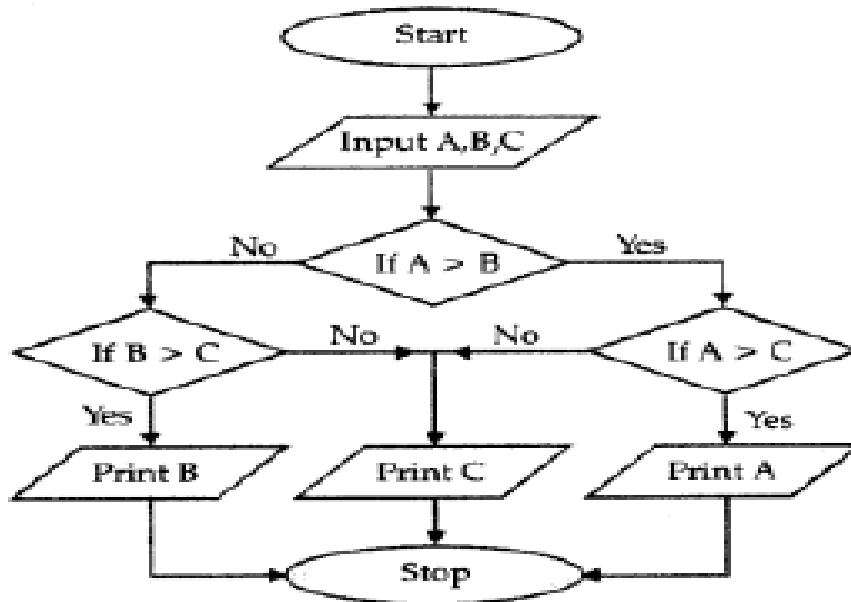 Start
Input A,B,C
No
If A > B
Yes
If B > C
No
No
If A > C
Yes
Yes
Print B
Print C
Print A
Stop